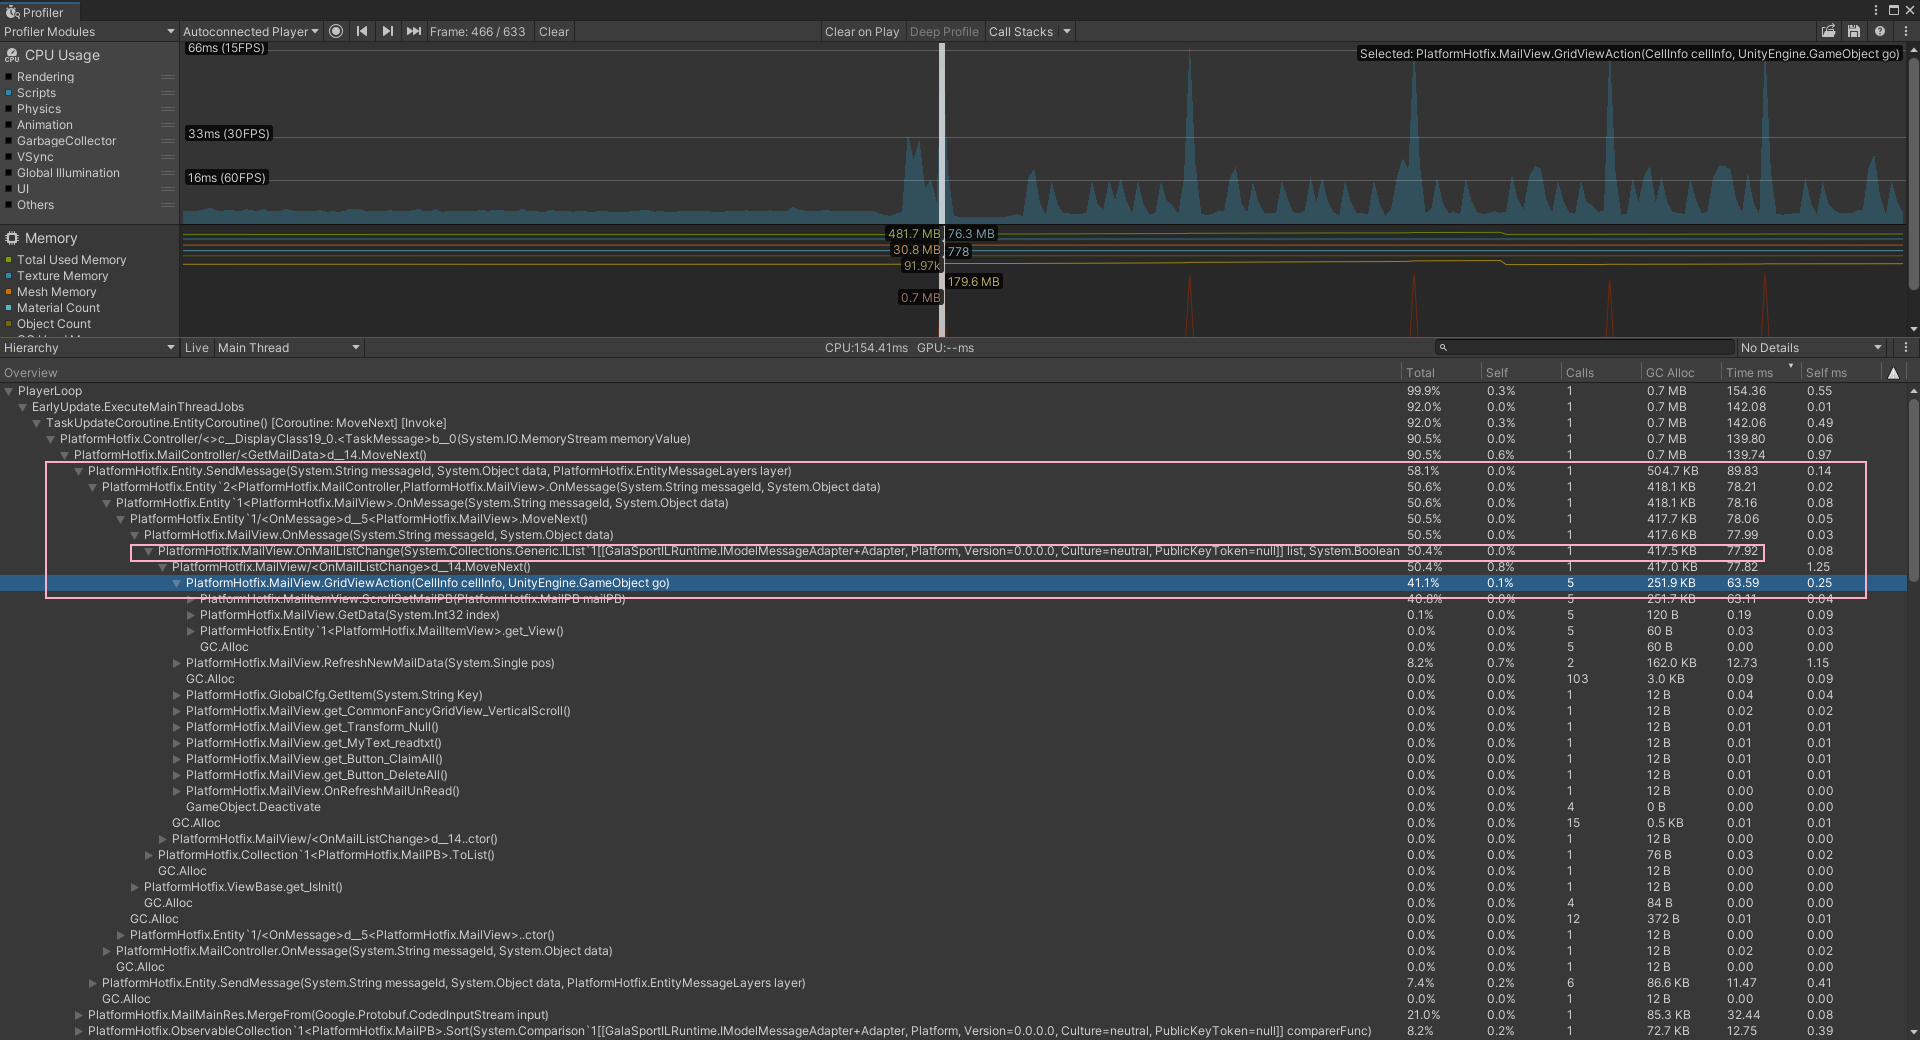 Profiler
Profiler Modules
Autoconnected Player
Frame: 466 / 633
Clear
Clear on Play
Deep Profile
Call Stacks
CPU Usage
Rendering
Scripts
Physics
Animation
GarbageCollector
VSync
Global Illumination
UI
Others
66ms (15FPS)
33ms (30FPS)
16ms (60FPS)
Selected: PlatformHotfix.MailView.GridViewAction(CellInfo cellInfo, UnityEngine.GameObject go)
Memory
Total Used Memory
Texture Memory
Mesh Memory
Material Count
Object Count
481.7 MB 76.3 MB
30.8 MB 778
91.97k
179.6 MB
0.7 MB
Hierarchy Live Main Thread CPU:154.41ms GPU:--ms No Details
Overview Total Self Calls GC Alloc Time ms Self ms
PlayerLoop 99.9% 0.3% 1 0.7 MB 154.36 0.55
EarlyUpdate.ExecuteMainThreadJobs 92.0% 0.0% 1 0.7 MB 142.08 0.01
TaskUpdateCoroutine.EntityCoroutine() [Coroutine: MoveNext] [Invoke] 92.0% 0.3% 1 0.7 MB 142.06 0.49
PlatformHotfix.Controller/<>c__DisplayClass19_0.<TaskMessage>b__0(System.IO.MemoryStream memoryValue) 90.5% 0.0% 1 0.7 MB 139.80 0.06
PlatformHotfix.MailController/<GetMailData>d__14.MoveNext() 90.5% 0.6% 1 0.7 MB 139.74 0.97
PlatformHotfix.Entity.SendMessage(System.String messageId, System.Object data, PlatformHotfix.EntityMessageLayers layer) 58.1% 0.0% 1 504.7 KB 89.83 0.14
PlatformHotfix.Entity`2<PlatformHotfix.MailController,PlatformHotfix.MailView>.OnMessage(System.String messageId, System.Object data) 50.6% 0.0% 1 418.1 KB 78.21 0.02
PlatformHotfix.Entity`1<PlatformHotfix.MailView>.OnMessage(System.String messageId, System.Object data) 50.6% 0.0% 1 418.1 KB 78.16 0.08
PlatformHotfix.Entity`1/<OnMessage>d__5<PlatformHotfix.MailView>.MoveNext() 50.5% 0.0% 1 417.7 KB 78.06 0.05
PlatformHotfix.MailView.OnMessage(System.String messageId, System.Object data) 50.5% 0.0% 1 417.6 KB 77.99 0.03
PlatformHotfix.MailView.OnMailListChange(System.Collections.Generic.IList`1[[GalaSportILRuntime.IModelMessageAdapter+Adapter, Platform, Version=0.0.0.0, Culture=neutral, PublicKeyToken=null]] list, System.Boolean 50.4% 0.0% 1 417.5 KB 77.92 0.08
PlatformHotfix.MailView/<OnMailListChange>d__14.MoveNext() 50.4% 0.8% 1 417.0 KB 77.82 1.25
PlatformHotfix.MailView.GridViewAction(CellInfo cellInfo, UnityEngine.GameObject go) 41.1% 0.1% 5 251.9 KB 63.59 0.25
PlatformHotfix.MailItemView.ScrollSetMailPB(PlatformHotfix.MailPB mailPB) 40.8% 0.0% 5 251.7 KB 63.11 0.04
PlatformHotfix.MailView.GetData(System.Int32 index) 0.1% 0.0% 5 120 B 0.19 0.09
PlatformHotfix.Entity`1<PlatformHotfix.MailItemView>.get_View() 0.0% 0.0% 5 60 B 0.03 0.03
GC.Alloc 0.0% 0.0% 5 60 B 0.00 0.00
PlatformHotfix.MailView.RefreshNewMailData(System.Single pos) 8.2% 0.7% 2 162.0 KB 12.73 1.15
GC.Alloc 0.0% 0.0% 103 3.0 KB 0.09 0.09
PlatformHotfix.GlobalCfg.GetItem(System.String Key) 0.0% 0.0% 1 12 B 0.04 0.04
PlatformHotfix.MailView.get_CommonFancyGridView_VerticalScroll() 0.0% 0.0% 1 12 B 0.02 0.02
PlatformHotfix.MailView.get_Transform_Null() 0.0% 0.0% 1 12 B 0.01 0.01
PlatformHotfix.MailView.get_MyText_readtxt() 0.0% 0.0% 1 12 B 0.01 0.01
PlatformHotfix.MailView.get_Button_ClaimAll() 0.0% 0.0% 1 12 B 0.01 0.01
PlatformHotfix.MailView.get_Button_DeleteAll() 0.0% 0.0% 1 12 B 0.01 0.01
PlatformHotfix.MailView.OnRefreshMailUnRead() 0.0% 0.0% 1 12 B 0.00 0.00
GameObject.Deactivate 0.0% 0.0% 4 0 B 0.00 0.00
GC.Alloc 0.0% 0.0% 15 0.5 KB 0.01 0.01
PlatformHotfix.MailView/<OnMailListChange>d__14..ctor() 0.0% 0.0% 1 12 B 0.00 0.00
PlatformHotfix.Collection`1<PlatformHotfix.MailPB>.ToList() 0.0% 0.0% 1 76 B 0.03 0.02
GC.Alloc 0.0% 0.0% 1 12 B 0.00 0.00
PlatformHotfix.ViewBase.get_IsInit() 0.0% 0.0% 1 12 B 0.00 0.00
GC.Alloc 0.0% 0.0% 4 84 B 0.00 0.00
GC.Alloc 0.0% 0.0% 12 372 B 0.01 0.01
PlatformHotfix.Entity`1/<OnMessage>d__5<PlatformHotfix.MailView>..ctor() 0.0% 0.0% 1 12 B 0.00 0.00
PlatformHotfix.MailController.OnMessage(System.String messageId, System.Object data) 0.0% 0.0% 1 12 B 0.02 0.02
GC.Alloc 0.0% 0.0% 1 12 B 0.00 0.00
PlatformHotfix.Entity.SendMessage(System.String messageId, System.Object data, PlatformHotfix.EntityMessageLayers layer) 7.4% 0.2% 6 86.6 KB 11.47 0.41
GC.Alloc 0.0% 0.0% 1 12 B 0.00 0.00
PlatformHotfix.MailMainRes.MergeFrom(Google.Protobuf.CodedInputStream input) 21.0% 0.0% 1 85.3 KB 32.44 0.08
PlatformHotfix.ObservableCollection`1<PlatformHotfix.MailPB>.Sort(System.Comparison`1[[GalaSportILRuntime.IModelMessageAdapter+Adapter, Platform, Version=0.0.0.0, Culture=neutral, PublicKeyToken=null]] comparerFunc) 8.2% 0.2% 1 72.7 KB 12.75 0.39